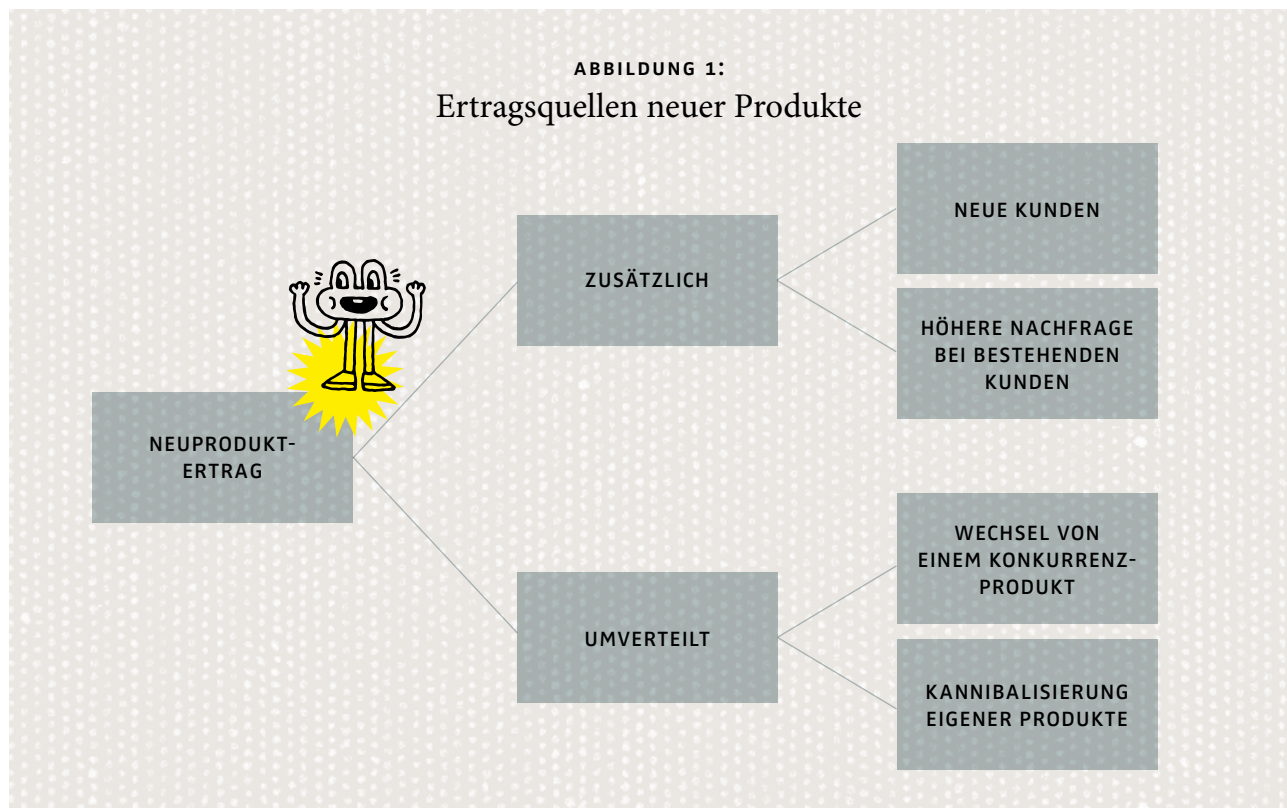 ABBILDUNG 1:
Ertragsquellen neuer Produkte
NEUPRODUKT-
ERTRAG
ZUSÄTZLICH
NEUE KUNDEN
HÖHERE NACHFRAGE
BEI BESTEHENDEN
KUNDEN
UMVERTEILT
WECHSEL VON
EINEM KONKURRENZ-
PRODUKT
KANNIBALISIERUNG
EIGENER PRODUKTE